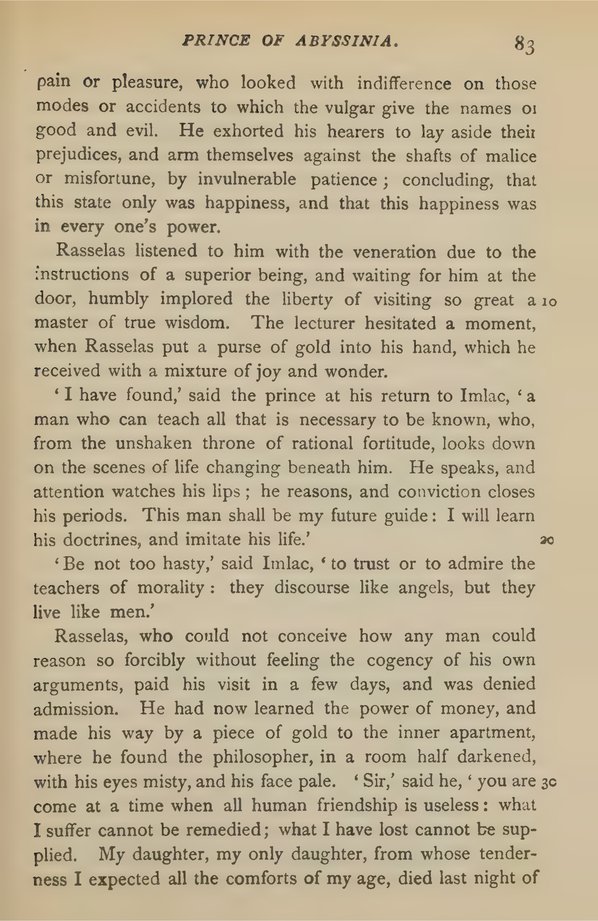 PRINCE OF ABYSSINIA. 83
pain or pleasure, who looked with indifference on those
modes or accidents to which the vulgar give the names oi
good and evil. He exhorted his hearers to lay aside their
prejudices, and arm themselves against the shafts of malice
or misfortune, by invulnerable patience ; concluding, that
this state only was happiness, and that this happiness was
in every one's power.
Rasselas listened to him with the veneration due to the
instructions of a superior being, and waiting for him at the
door, humbly implored the liberty of visiting so great a 10
master of true wisdom. The lecturer hesitated a moment,
when Rasselas put a purse of gold into his hand, which he
received with a mixture of joy and wonder.
‘ I have found,’ said the prince at his return to Imlac, ‘ a
man who can teach all that is necessary to be known, who,
from the unshaken throne of rational fortitude, looks down
on the scenes of life changing beneath him. He speaks, and
attention watches his lips ; he reasons, and conviction closes
his periods. This man shall be my future guide : I will learn
his doctrines, and imitate his life.’ 20
‘ Be not too hasty,’ said Imlac, ‘ to trust or to admire the
teachers of morality : they discourse like angels, but they
live like men.’
Rasselas, who could not conceive how any man could
reason so forcibly without feeling the cogency of his own
arguments, paid his visit in a few days, and was denied
admission. He had now learned the power of money, and
made his way by a piece of gold to the inner apartment,
where he found the philosopher, in a room half darkened,
with his eyes misty, and his face pale. ‘ Sir,’ said he, ‘ you are 30
come at a time when all human friendship is useless : what
I suffer cannot be remedied ; what I have lost cannot be sup-
plied. My daughter, my only daughter, from whose tender-
ness I expected all the comforts of my age, died last night of